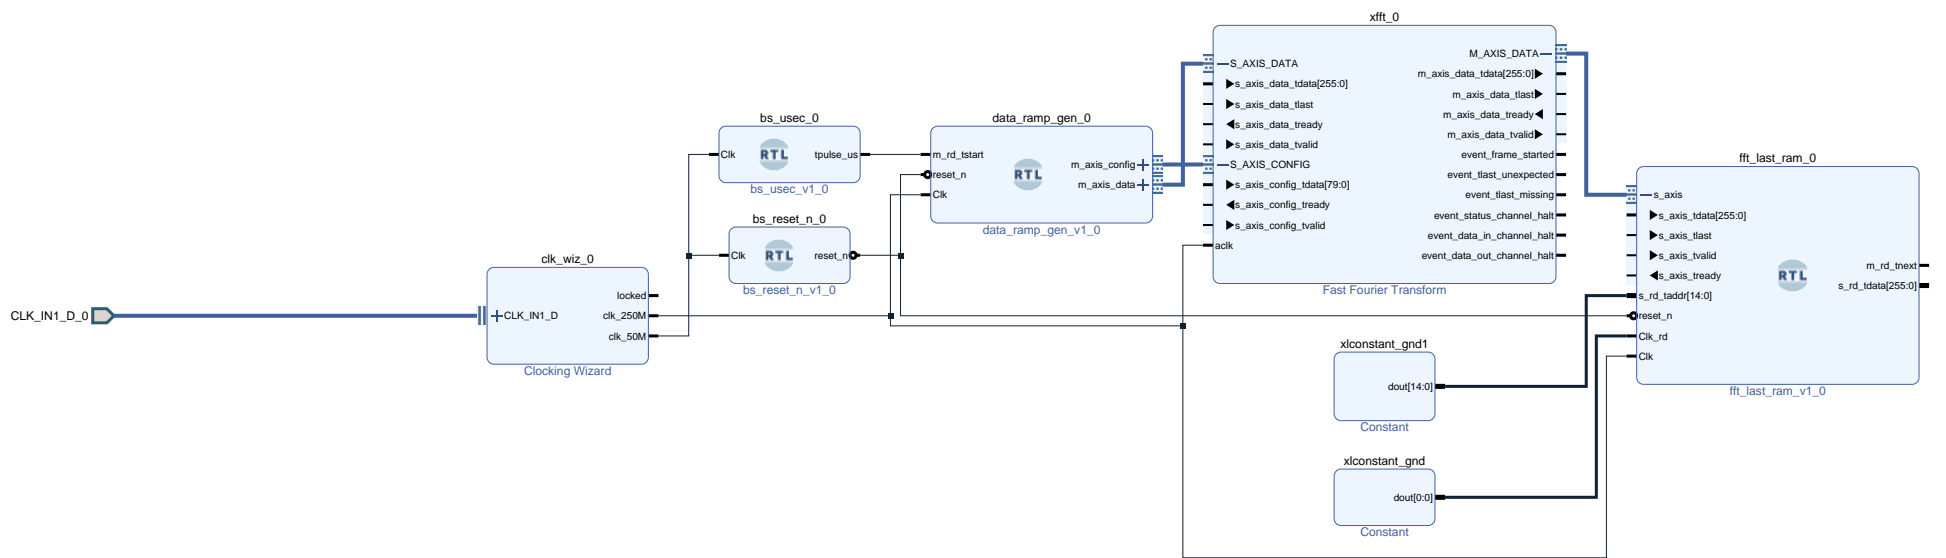 CLK_IN1_D_0
clk_wiz_0
CLK_IN1_D
locked
clk_250M
clk_50M
Clocking Wizard
bs_usec_0
Clk
RTL
tpulse_us
bs_usec_v1_0
bs_reset_n_0
Clk
RTL
reset_n
bs_reset_n_v1_0
data_ramp_gen_0
m_rd_tstart
reset_n
Clk
RTL
m_axis_config
m_axis_data
data_ramp_gen_v1_0
xfft_0
S_AXIS_DATA
s_axis_data_tdata[255:0]
s_axis_data_tlast
s_axis_data_tready
s_axis_data_tvalid
S_AXIS_CONFIG
s_axis_config_tdata[79:0]
s_axis_config_tready
s_axis_config_tvalid
aclk
M_AXIS_DATA
m_axis_data_tdata[255:0]
m_axis_data_tlast
m_axis_data_tready
m_axis_data_tvalid
event_frame_started
event_tlast_unexpected
event_tlast_missing
event_status_channel_halt
event_data_in_channel_halt
event_data_out_channel_halt
Fast Fourier Transform
xlconstant_gnd1
dout[14:0]
Constant
xlconstant_gnd
dout[0:0]
Constant
fft_last_ram_0
s_axis
s_axis_tdata[255:0]
s_axis_tlast
s_axis_tvalid
s_axis_tready
s_rd_taddr[14:0]
reset_n
Clk_rd
Clk
RTL
m_rd_tnext
s_rd_tdata[255:0]
fft_last_ram_v1_0